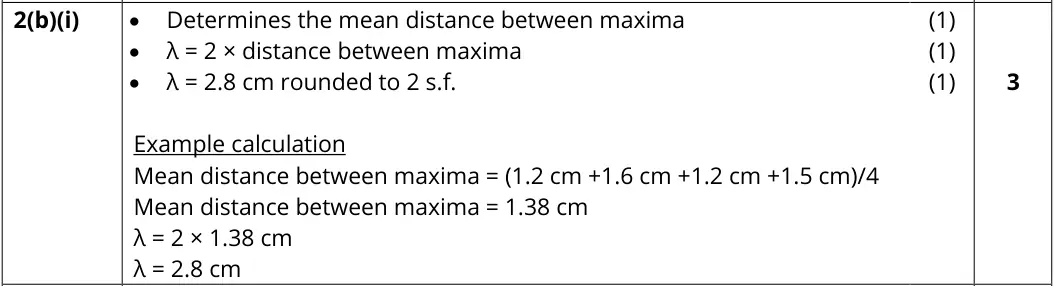 2(b)(i)
• Determines the mean distance between maxima (1)
• λ = 2 × distance between maxima (1)
• λ = 2.8 cm rounded to 2 s.f. (1)
3
Example calculation
Mean distance between maxima = (1.2 cm +1.6 cm +1.2 cm +1.5 cm)/4
Mean distance between maxima = 1.38 cm
λ = 2 × 1.38 cm
λ = 2.8 cm